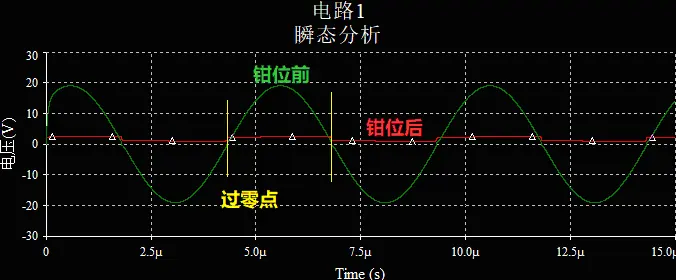 电路1
瞬态分析
30
20
10
0
-10
-20
-30
电压(V)
钳位前
钳位后
过零点
0
2.5μ
5.0μ
7.5μ
10.0μ
12.5μ
15.0μ
Time (s)